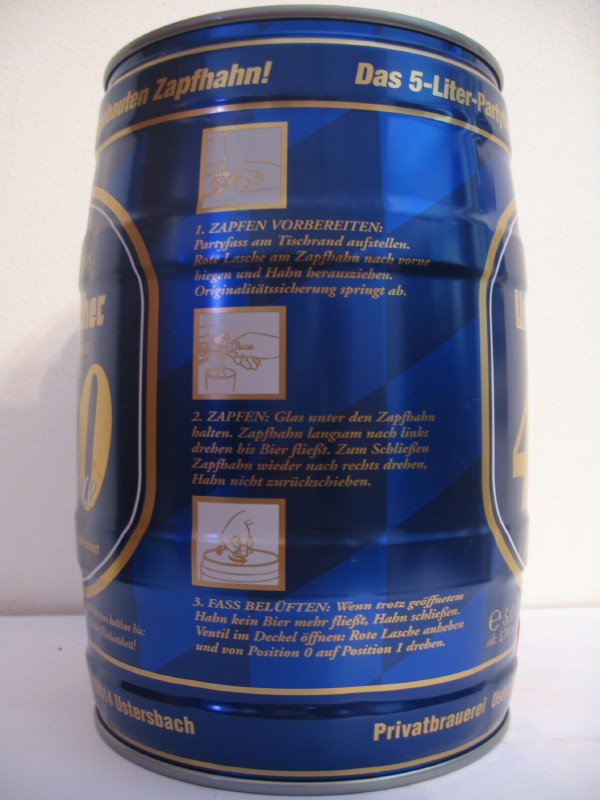 Zapfhahn!
Das 5-Liter-Party
1. ZAPFEN VORBEREITEN:
Partyfass am Tischrand aufstellen.
Rote Lasche am Zapfhahn nach vorne
biegen und Hahn herausziehen.
Originalitätssicherung springt ab.
2. ZAPFEN: Glas unter den Zapfhahn
halten. Zapfhahn langsam nach links
drehen bis Bier fließt. Zum Schließen
Zapfhahn wieder nach rechts drehen,
Hahn nicht zurückschieben.
3. FASS BELÜFTEN: Wenn trotz geöffnetem
Hahn kein Bier mehr fließt, Hahn schließen.
Ventil im Deckel öffnen: Rote Lasche anheben
und von Position 0 auf Position 1 drehen.
haltbar bis:
Ustersbach
Privatbrauerei